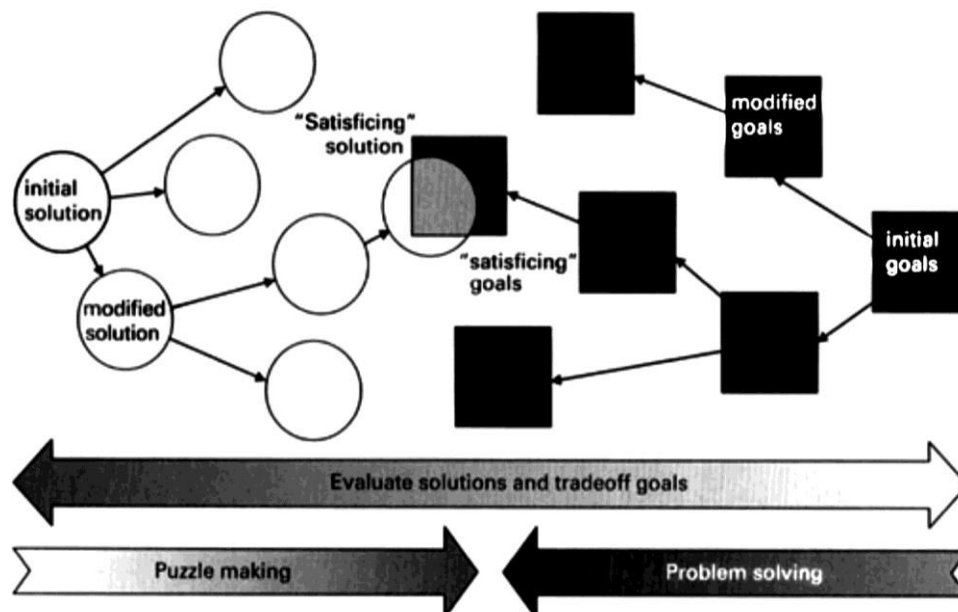 "Satisficing"
solution
modified
goals
initial
solution
initial
goals
"satisficing"
goals
modified
solution
Evaluate solutions and tradeoff goals
Puzzle making
Problem solving